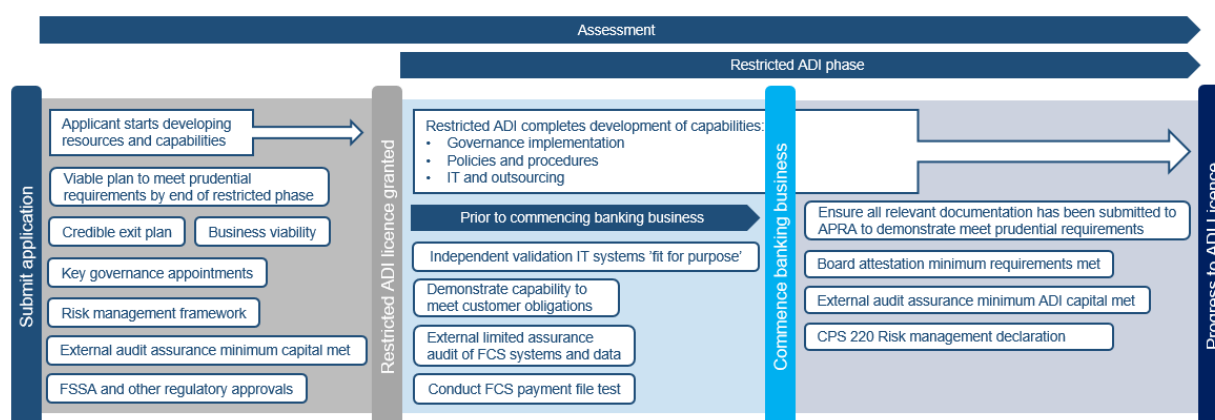 Assessment
Restricted ADI phase
Submit application
Applicant starts developing
resources and capabilities
Viable plan to meet prudential
requirements by end of restricted phase
Credible exit plan
Business viability
Key governance appointments
Risk management framework
External audit assurance minimum capital met
FSSA and other regulatory approvals
Restricted ADI licence granted
Restricted ADI completes development of capabilities:
• Governance implementation
• Policies and procedures
• IT and outsourcing
Prior to commencing banking business
Independent validation IT systems 'fit for purpose'
Demonstrate capability to
meet customer obligations
External limited assurance
audit of FCS systems and data
Conduct FCS payment file test
Commence banking business
Ensure all relevant documentation has been submitted to
APRA to demonstrate meet prudential requirements
Board attestation minimum requirements met
External audit assurance minimum ADI capital met
CPS 220 Risk management declaration
Progress to ADI Licence